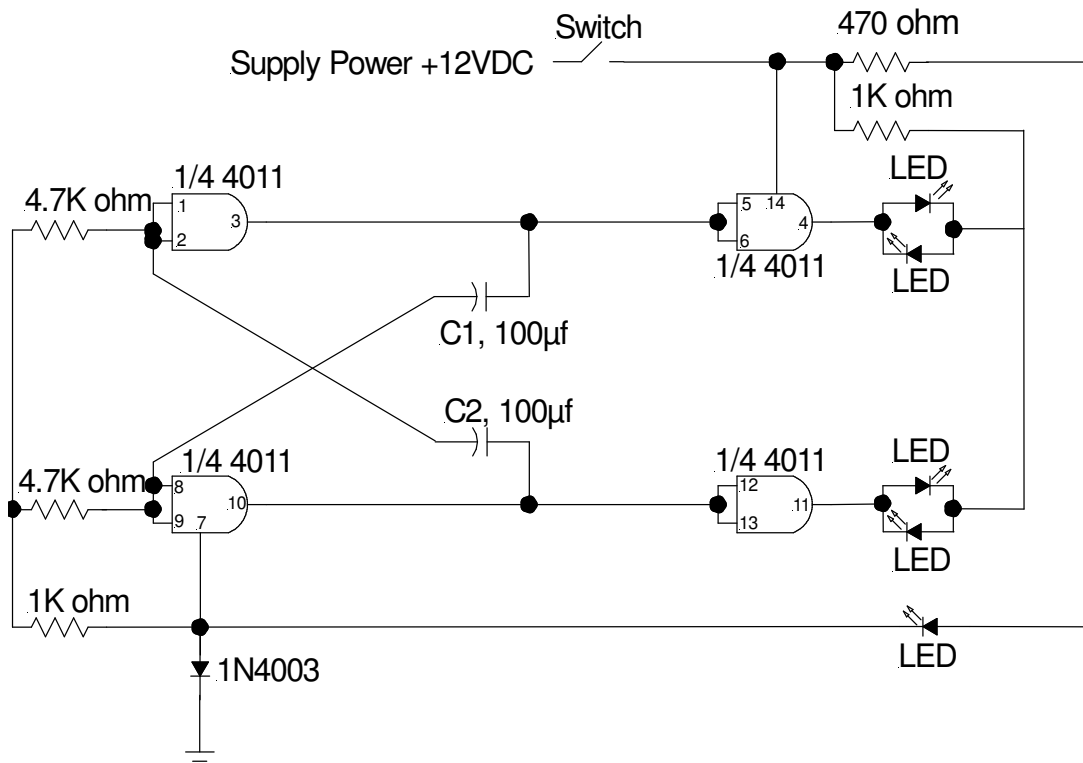 470 ohm
Switch
Supply Power +12VDC
1K ohm
1/4 4011
LED
4.7K ohm
1
2
3
5
6
14
4
1/4 4011
LED
C1, 100µf
C2, 100µf
1/4 4011
1/4 4011
LED
4.7K ohm
8
9
7
10
12
13
11
LED
1K ohm
LED
1N4003